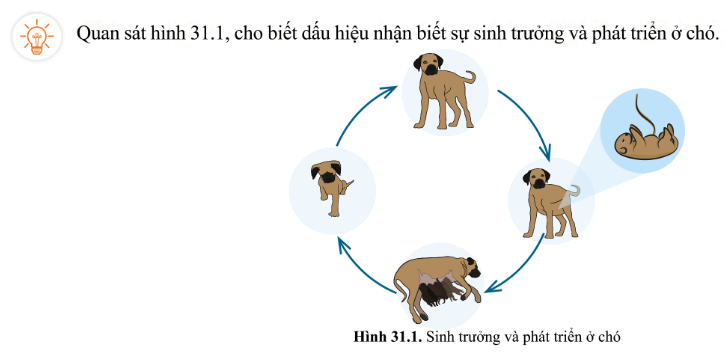 Quan sát hình 31.1, cho biết dấu hiệu nhận biết sự sinh trưởng và phát triển ở chó.
Hình 31.1. Sinh trưởng và phát triển ở chó